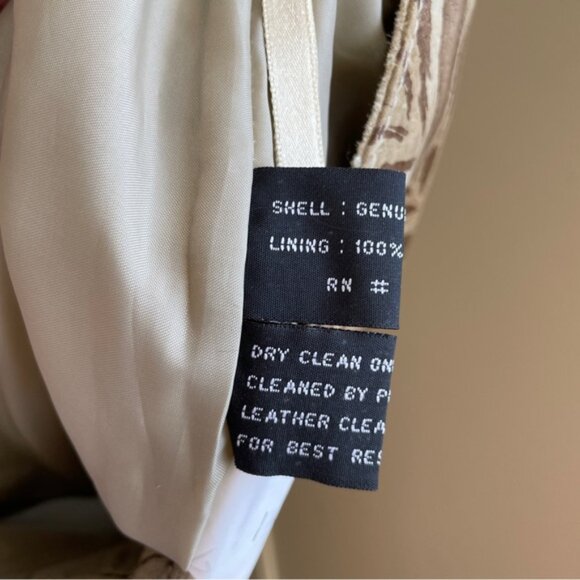 SHELL : GENU
LINING : 100%
RN #
DRY CLEAN ON
CLEANED BY P
LEATHER CLEA
FOR BEST RES